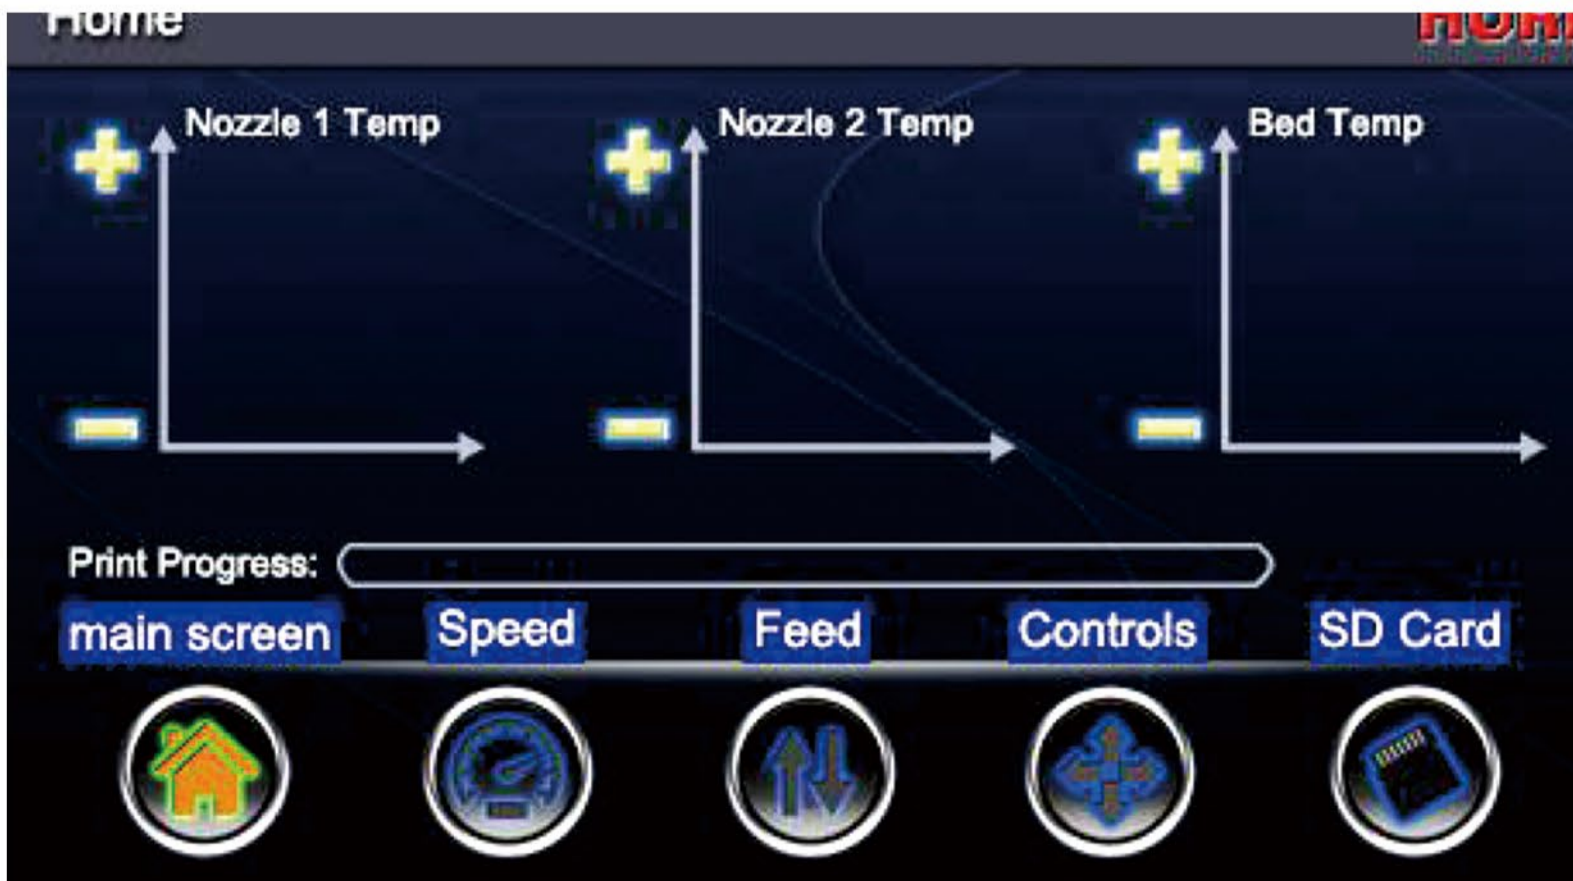 Home
Nozzle 1 Temp
Nozzle 2 Temp
Bed Temp
Print Progress:
main screen
Speed
Feed
Controls
SD Card